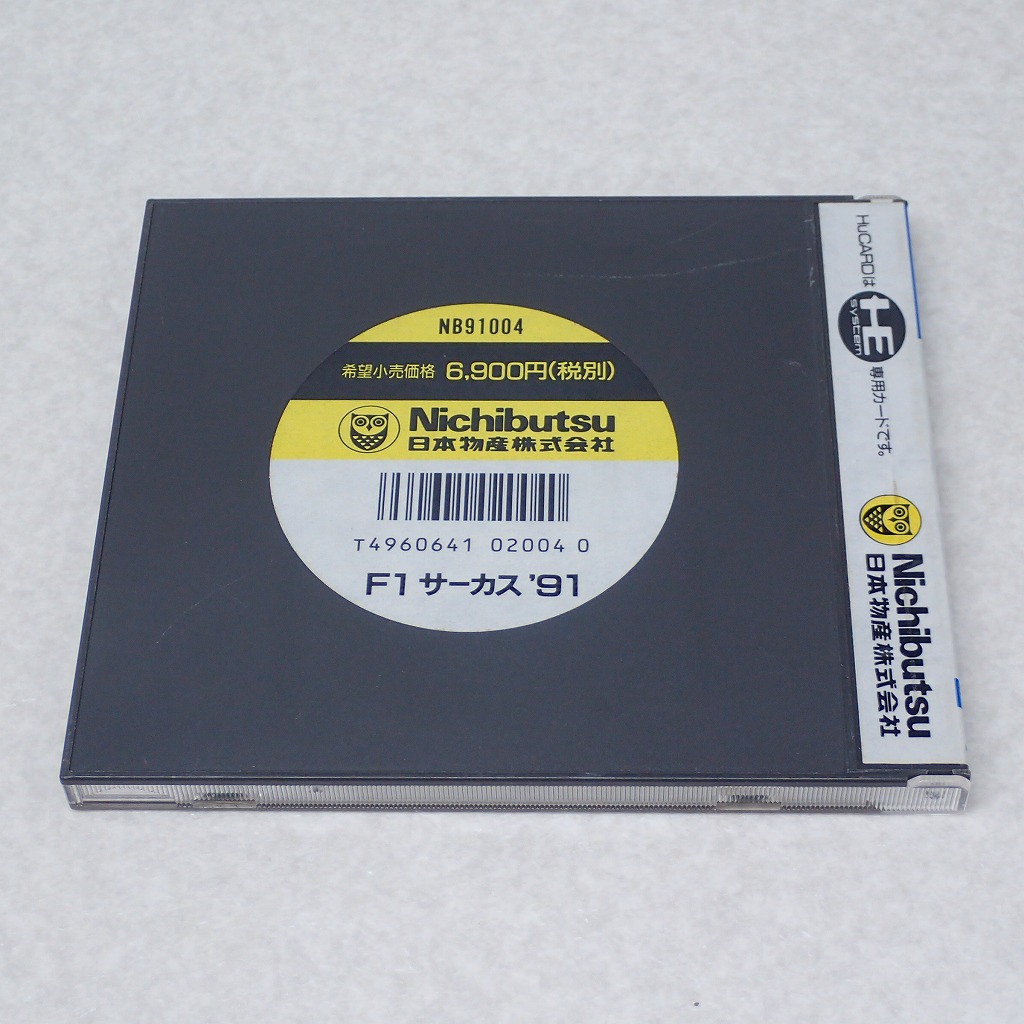 NB91004
希望小売価格 6,900円(税別)
Nichibutsu
日本物産株式会社
T4960641 02004 0
F1 サーカス '91
HuCARDは
HE
system
専用カードです。
Nichibutsu
日本物産株式会社